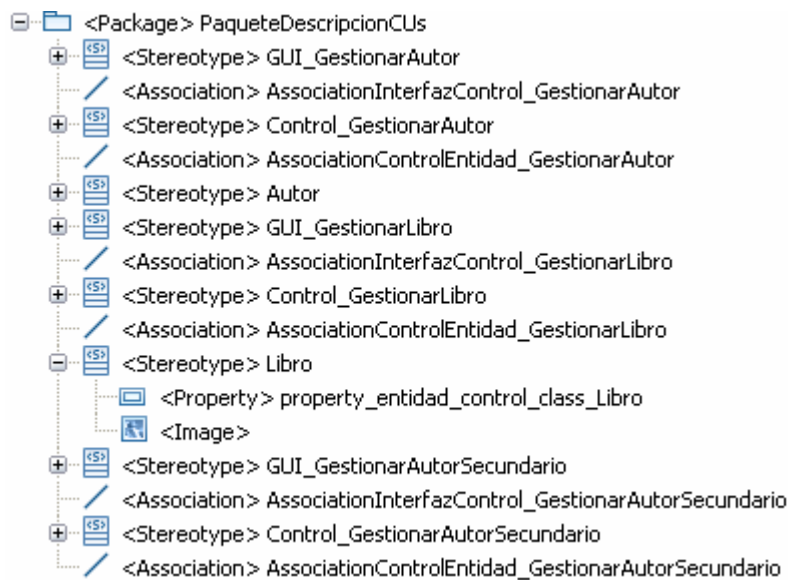 <Package> PaqueteDescripcionCUs
<Stereotype> GUI_GestionarAutor
<Association> AssociationInterfazControl_GestionarAutor
<Stereotype> Control_GestionarAutor
<Association> AssociationControlEntidad_GestionarAutor
<Stereotype> Autor
<Stereotype> GUI_GestionarLibro
<Association> AssociationInterfazControl_GestionarLibro
<Stereotype> Control_GestionarLibro
<Association> AssociationControlEntidad_GestionarLibro
<Stereotype> Libro
<Property> property_entidad_control_class_Libro
<Image>
<Stereotype> GUI_GestionarAutorSecundario
<Association> AssociationInterfazControl_GestionarAutorSecundario
<Stereotype> Control_GestionarAutorSecundario
<Association> AssociationControlEntidad_GestionarAutorSecundario